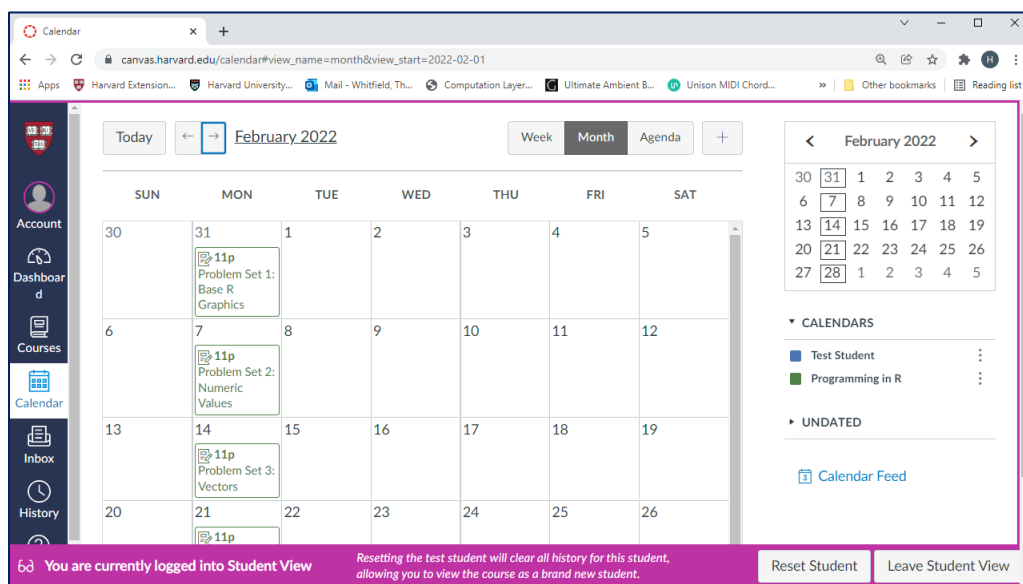 Calendar
canvas.harvard.edu/calendar#view_name=month&view_start=2022-02-01
H
Apps Harvard Extension... Harvard University... Mail - Whitfield, Th... Computation Layer... Ultimate Ambient B... Unison MIDI Chord... » Other bookmarks Reading list
Account
Dashboar
d
Courses
Calendar
Inbox
History
Today ← → February 2022 Week Month Agenda +
SUN MON TUE WED THU FRI SAT
30 31 1 2 3 4 5
11p
Problem Set 1:
Base R
Graphics
6 7 8 9 10 11 12
11p
Problem Set 2:
Numeric
Values
13 14 15 16 17 18 19
11p
Problem Set 3:
Vectors
20 21 22 23 24 25 26
11p
February 2022
30 31 1 2 3 4 5
6 7 8 9 10 11 12
13 14 15 16 17 18 19
20 21 22 23 24 25 26
27 28 1 2 3 4 5
CALENDARS
Test Student
Programming in R
UNDATED
3 Calendar Feed
You are currently logged into Student View
Resetting the test student will clear all history for this student,
allowing you to view the course as a brand new student.
Reset Student
Leave Student View